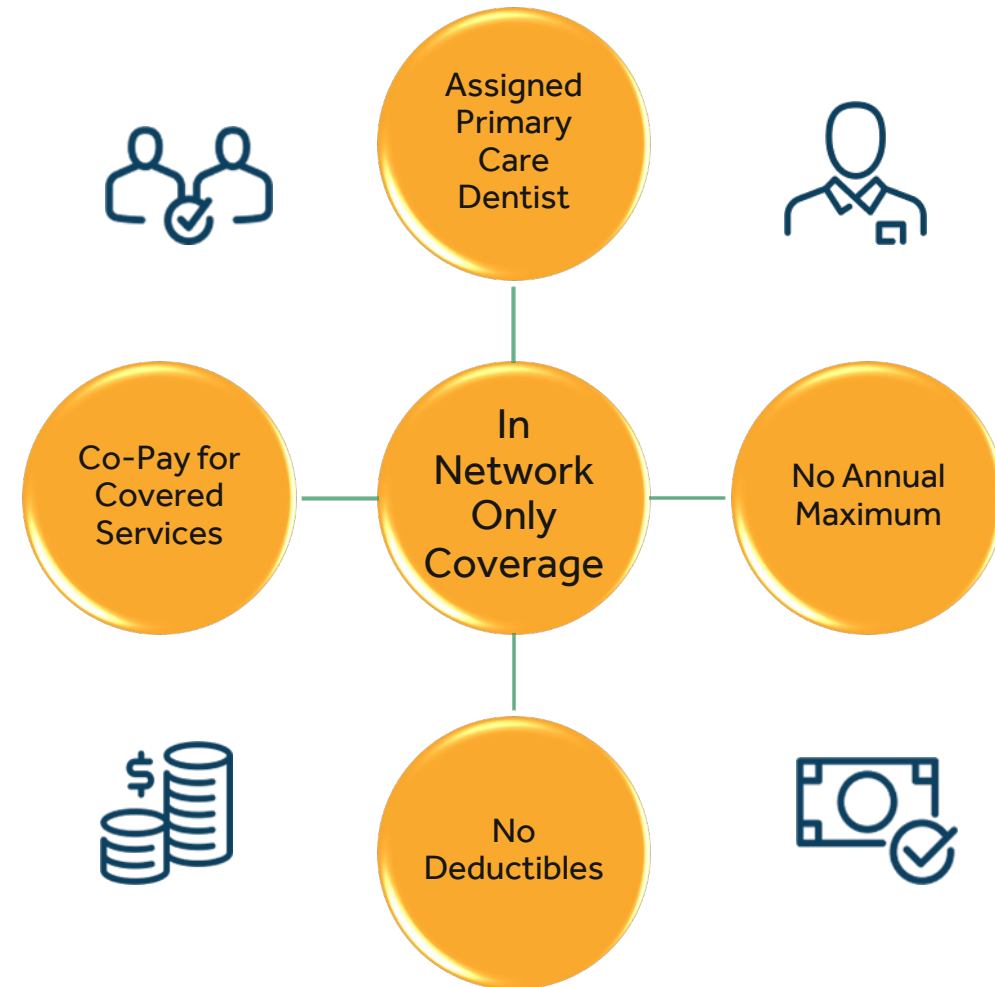 Assigned
Primary
Care
Dentist
Co-Pay for
Covered
Services
In
Network
Only
Coverage
No Annual
Maximum
$
No
Deductibles